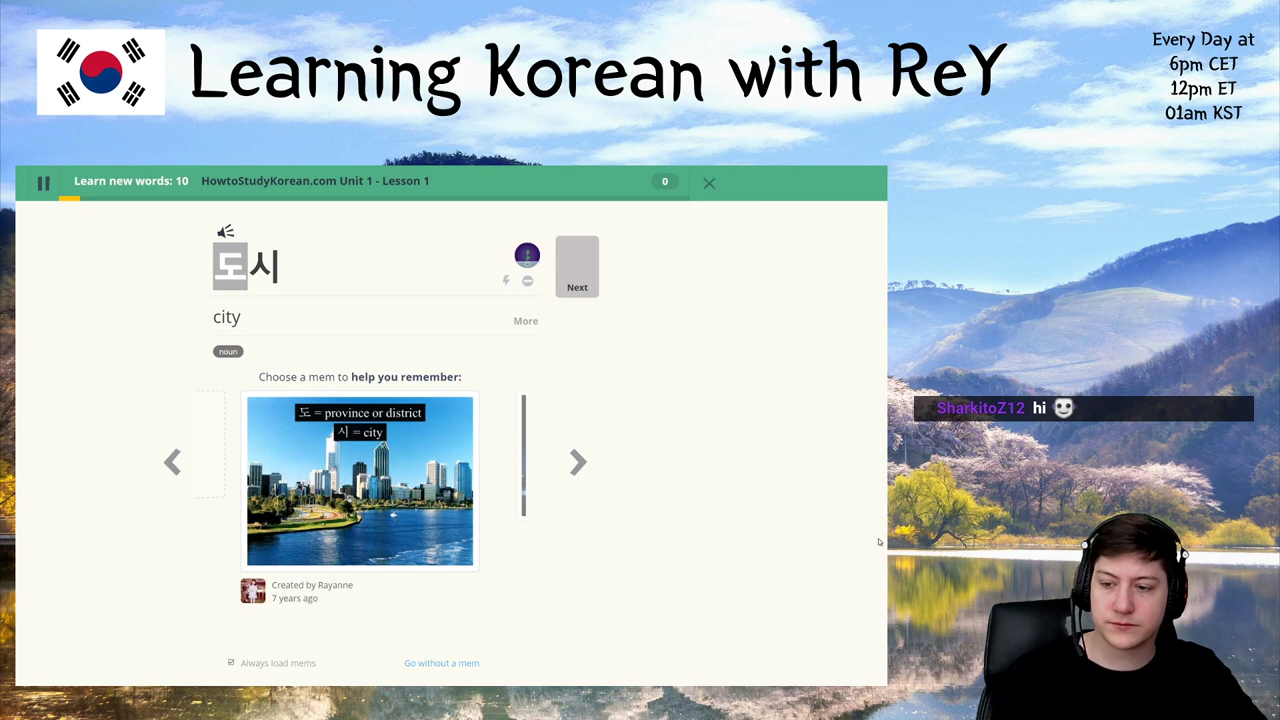 Learning Korean with ReY
Every Day at
6pm CET
12pm ET
01am KST
Learn new words: 10 HowtoStudyKorean.com Unit 1 - Lesson 1
0
도시
Next
city
More
noun
Choose a mem to help you remember:
도 = province or district
시 = city
SharkitoZ12 hi
Created by Rayanne
7 years ago
Always load mems
Go without a mem